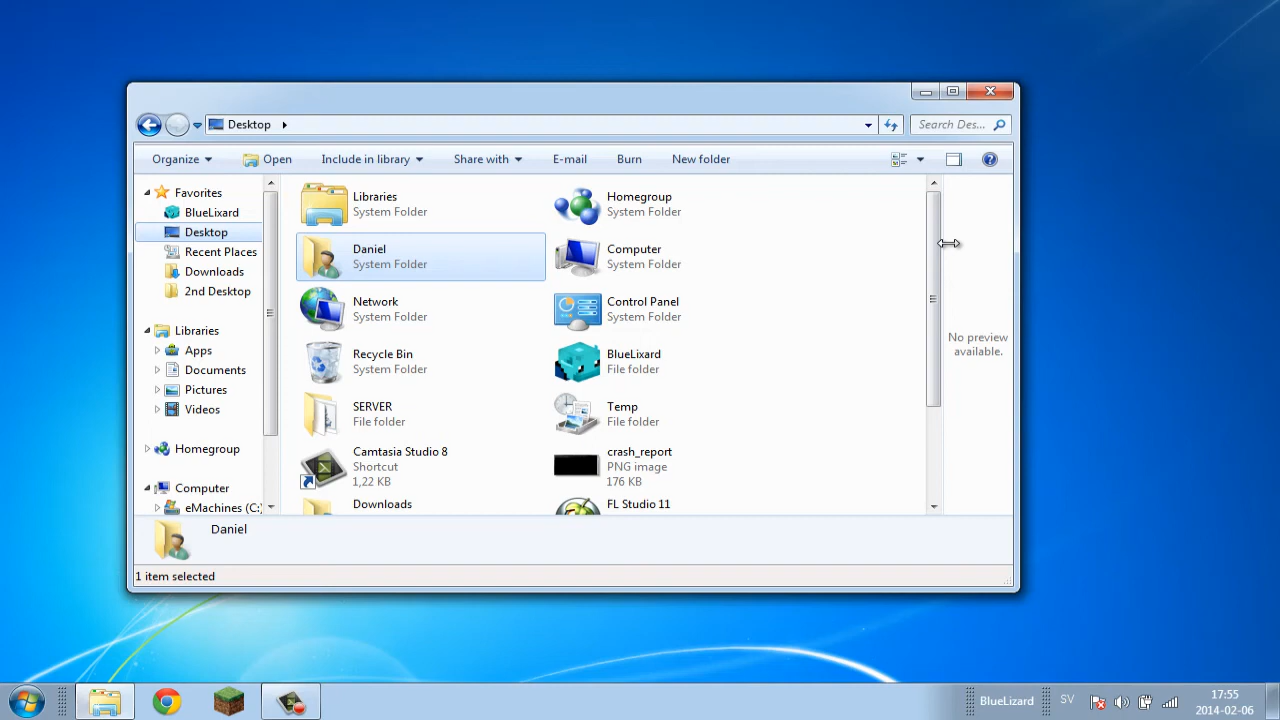 Desktop
Search Des...
Organize
Open
Include in library
Share with
E-mail
Burn
New folder
Favorites
BlueLixard
Desktop
Recent Places
Downloads
2nd Desktop
Libraries
Apps
Documents
Pictures
Videos
Homegroup
Computer
eMachines (C:)
Libraries
System Folder
Homegroup
System Folder
Daniel
System Folder
Computer
System Folder
Network
System Folder
Control Panel
System Folder
Recycle Bin
System Folder
BlueLizard
File folder
SERVER
File folder
Temp
File folder
Camtasia Studio 8
Shortcut
1,22 KB
crash_report
PNG image
176 KB
Downloads
FL Studio 11
No preview
available.
Daniel
1 item selected
BlueLizard
SV
17:55
2014-02-06